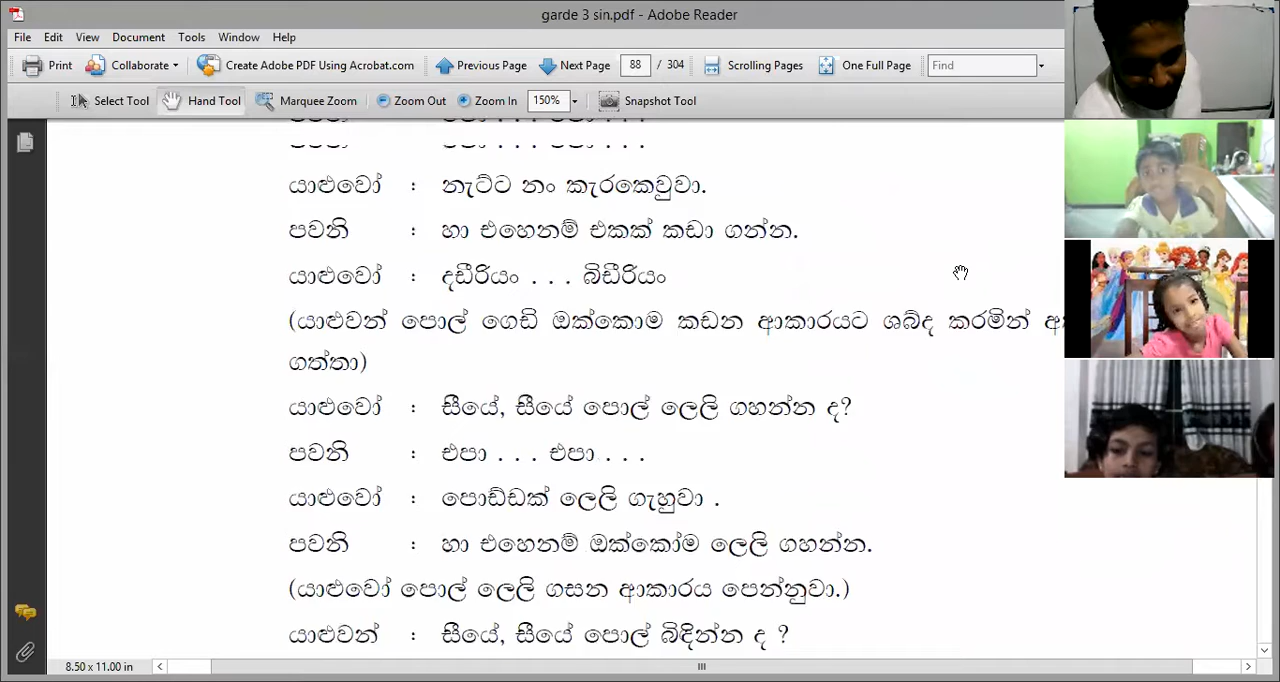 garde 3 sin.pdf - Adobe Reader
File Edit View Document Tools Window Help
Print Collaborate Create Adobe PDF Using Acrobat.com Previous Page Next Page 88 / 304 Scrolling Pages One Full Page Find
Select Tool Hand Tool Marquee Zoom Zoom Out Zoom In 150% Snapshot Tool
යාළුවෝ : නැට්ට නං කැරකෙවුවා.
පවනි : හා එහෙනම් එකක් කඩා ගන්න.
යාළුවෝ : දඩීරියං . . . බිඩීරියං
(යාළුවන් පොල් ගෙඩි ඔක්කොම කඩන ආකාරයට ශබ්ද කරමින්
ගත්තා)
යාළුවෝ : සීයේ, සීයේ පොල් ලෙලි ගහන්න ද?
පවනි : එපා . . . එපා . . .
යාළුවෝ : පොඩ්ඩක් ලෙලි ගැහුවා .
පවනි : හා එහෙනම් ඔක්කෝම ලෙලි ගහන්න.
(යාළුවෝ පොල් ලෙලි ගසන ආකාරය පෙන්නුවා.)
යාළුවන් : සීයේ, සීයේ පොල් බිඳින්න ද ?
8.50 x 11.00 in